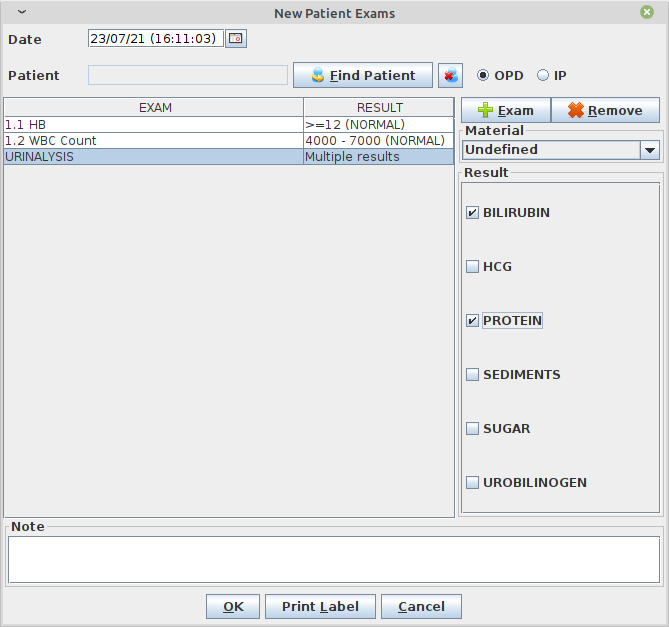 New Patient Exams
Date 23/07/21 (16:11:03)
Patient Find Patient OPD IP
EXAM RESULT
1.1 HB >=12 (NORMAL)
1.2 WBC Count 4000 - 7000 (NORMAL)
URINALYSIS Multiple results
Exam Remove
Material
Undefined
Result
BILIRUBIN
HCG
PROTEIN
SEDIMENTS
SUGAR
UROBILINOGEN
Note
OK Print Label Cancel